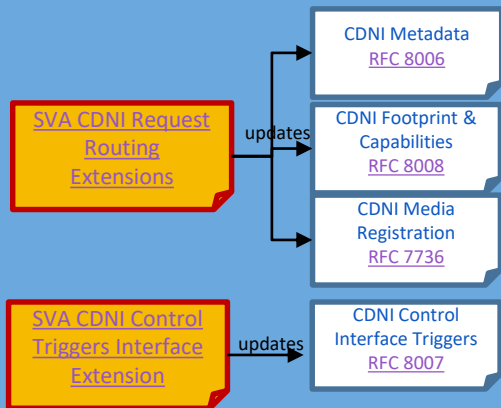 CDNI Metadata
RFC 8006
SVA CDNI Request
Routing
Extensions
updates
CDNI Footprint &
Capabilities
RFC 8008
CDNI Media
Registration
RFC 7736
SVA CDNI Control
Triggers Interface
Extension
updates
CDNI Control
Interface Triggers
RFC 8007